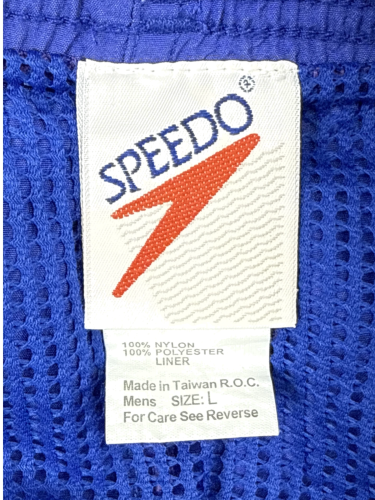 SPEEDO®
100% NYLON
100% POLYESTER
LINER
Made in Taiwan R.O.C.
Mens SIZE: L
For Care See Reverse